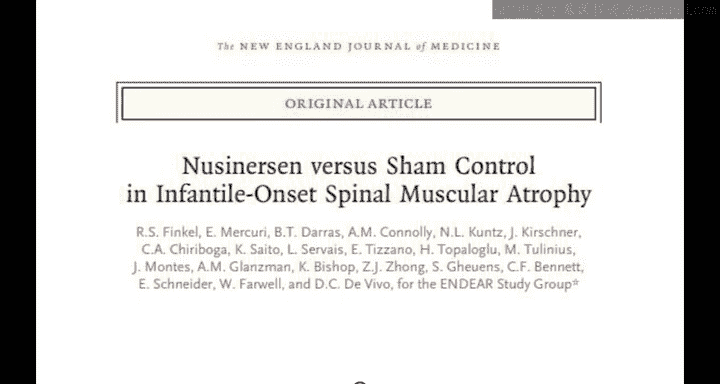 The NEW ENGLAND JOURNAL of MEDICINE
ORIGINAL ARTICLE
Nusinersen versus Sham Control
in Infantile-Onset Spinal Muscular Atrophy
R.S. Finkel, E. Mercuri, B.T. Darras, A.M. Connolly, N.L. Kuntz, J. Kirschner,
C.A. Chiriboga, K. Saito, L. Servais, E. Tizzano, H. Topaloglu, M. Tulinius,
J. Montes, A.M. Glanzman, K. Bishop, Z.J. Zhong, S. Gheuens, C.F. Bennett,
E. Schneider, W. Farwell, and D.C. De Vivo, for the ENDEAR Study Group*